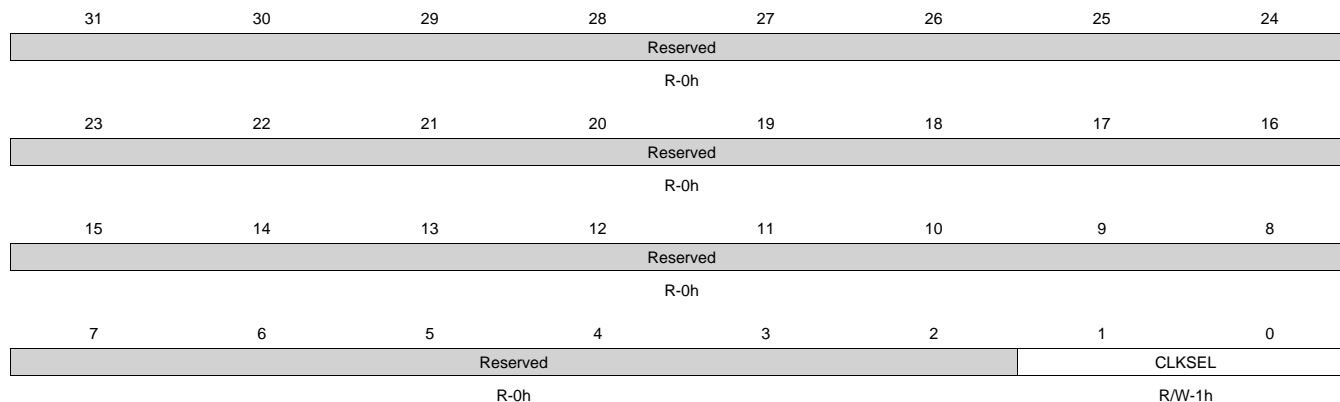 31 30 29 28 27 26 25 24
Reserved
R-0h
23 22 21 20 19 18 17 16
Reserved
R-0h
15 14 13 12 11 10 9 8
Reserved
R-0h
7 6 5 4 3 2 1 0
Reserved CLKSEL
R-0h R/W-1h